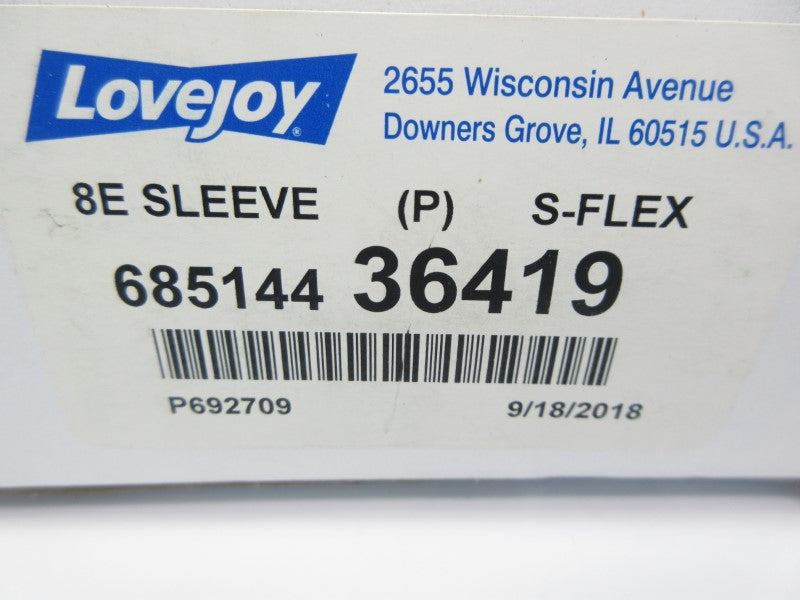 Lovejoy®
2655 Wisconsin Avenue
Downers Grove, IL 60515 U.S.A.
8E SLEEVE (P) S-FLEX
685144 36419
P692709 9/18/2018